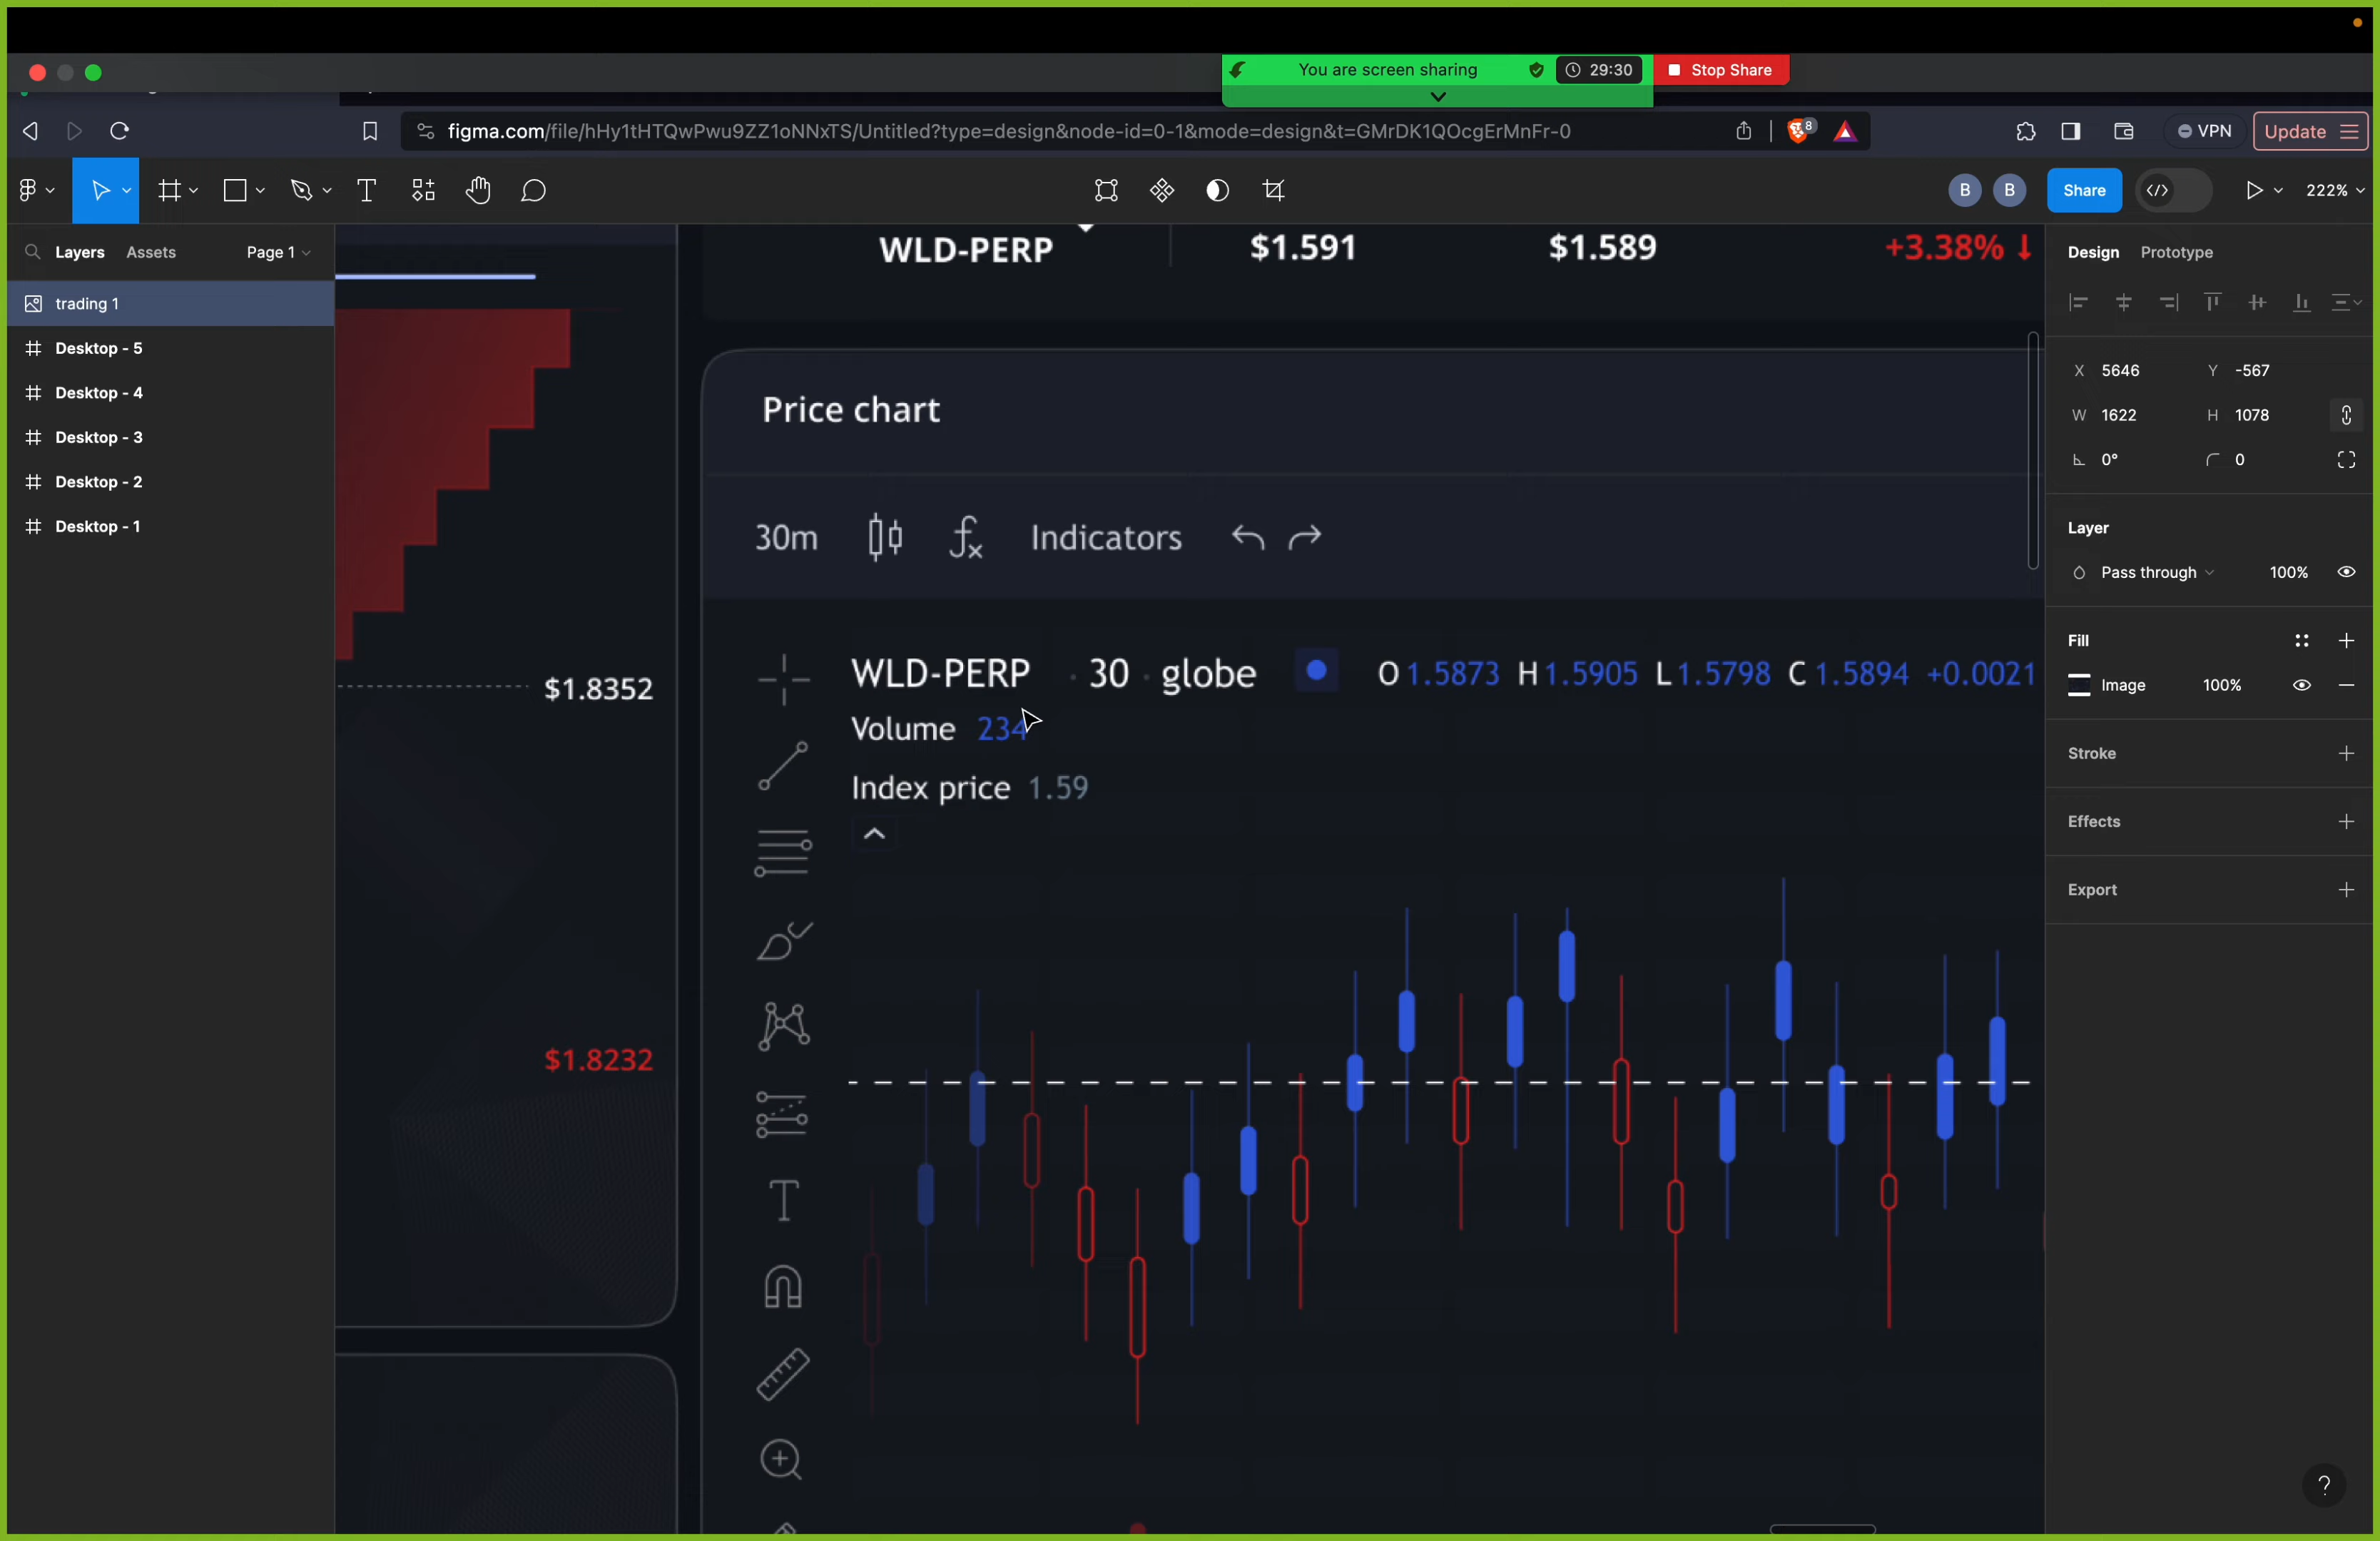 You are screen sharing 29:30 Stop Share
figma.com/file/hHy1tHTQwPwu9ZZ1oNNxTS/Untitled?type=design&node-id=0-1&mode=design&t=GMrDK1QOcgErMnFr-0
8
VPN
Update
B B Share 222%
Layers Assets Page 1
trading 1
Desktop - 5
Desktop - 4
Desktop - 3
Desktop - 2
Desktop - 1
$1.8352
$1.8232
WLD-PERP $1.591 $1.589 +3.38% ↓
Price chart
30m fx Indicators
WLD-PERP · 30 · globe O 1.5873 H 1.5905 L 1.5798 C 1.5894 +0.0021
Volume 234
Index price 1.59
T
Design Prototype
X 5646 Y -567
W 1622 H 1078
0° 0
Layer
Pass through 100%
Fill
Image 100%
Stroke
Effects
Export
?